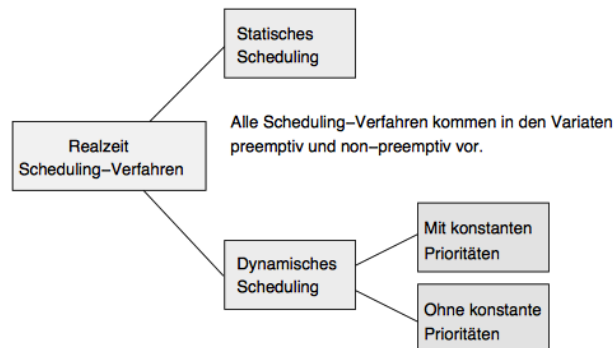 Statisches
Scheduling
Alle Scheduling–Verfahren kommen in den Variaten
preemptiv und non–preemptiv vor.
Realzeit
Scheduling–Verfahren
Dynamisches
Scheduling
Mit konstanten
Prioritäten
Ohne konstante
Prioritäten